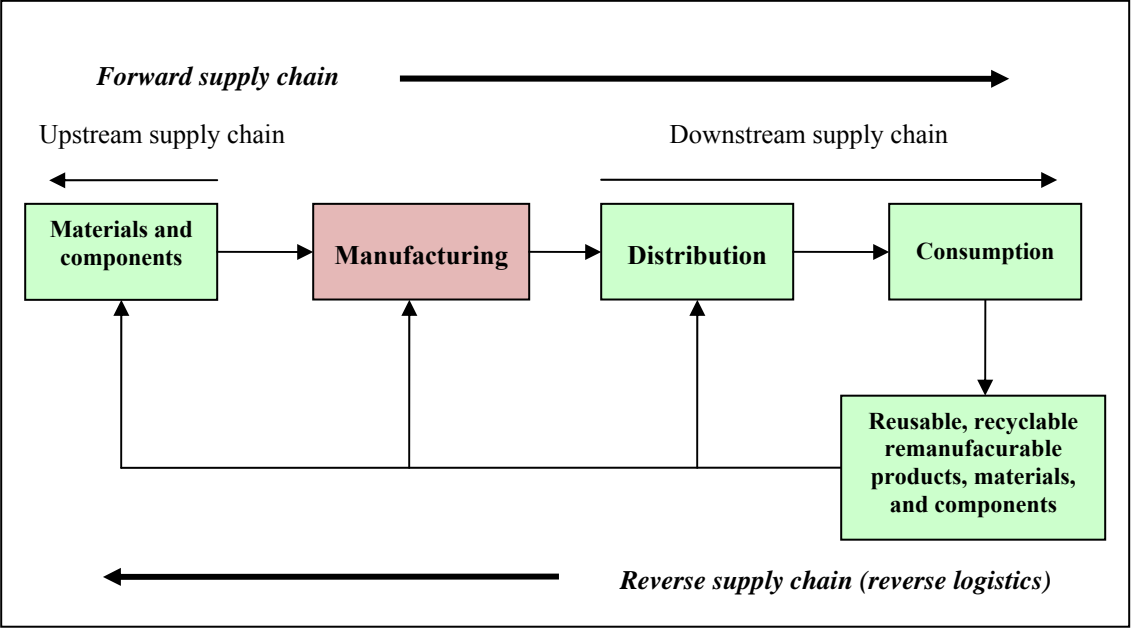 Forward supply chain
Upstream supply chain
Downstream supply chain
Materials and
components
Manufacturing
Distribution
Consumption
Reusable, recyclable
remanufacurable
products, materials,
and components
Reverse supply chain (reverse logistics)